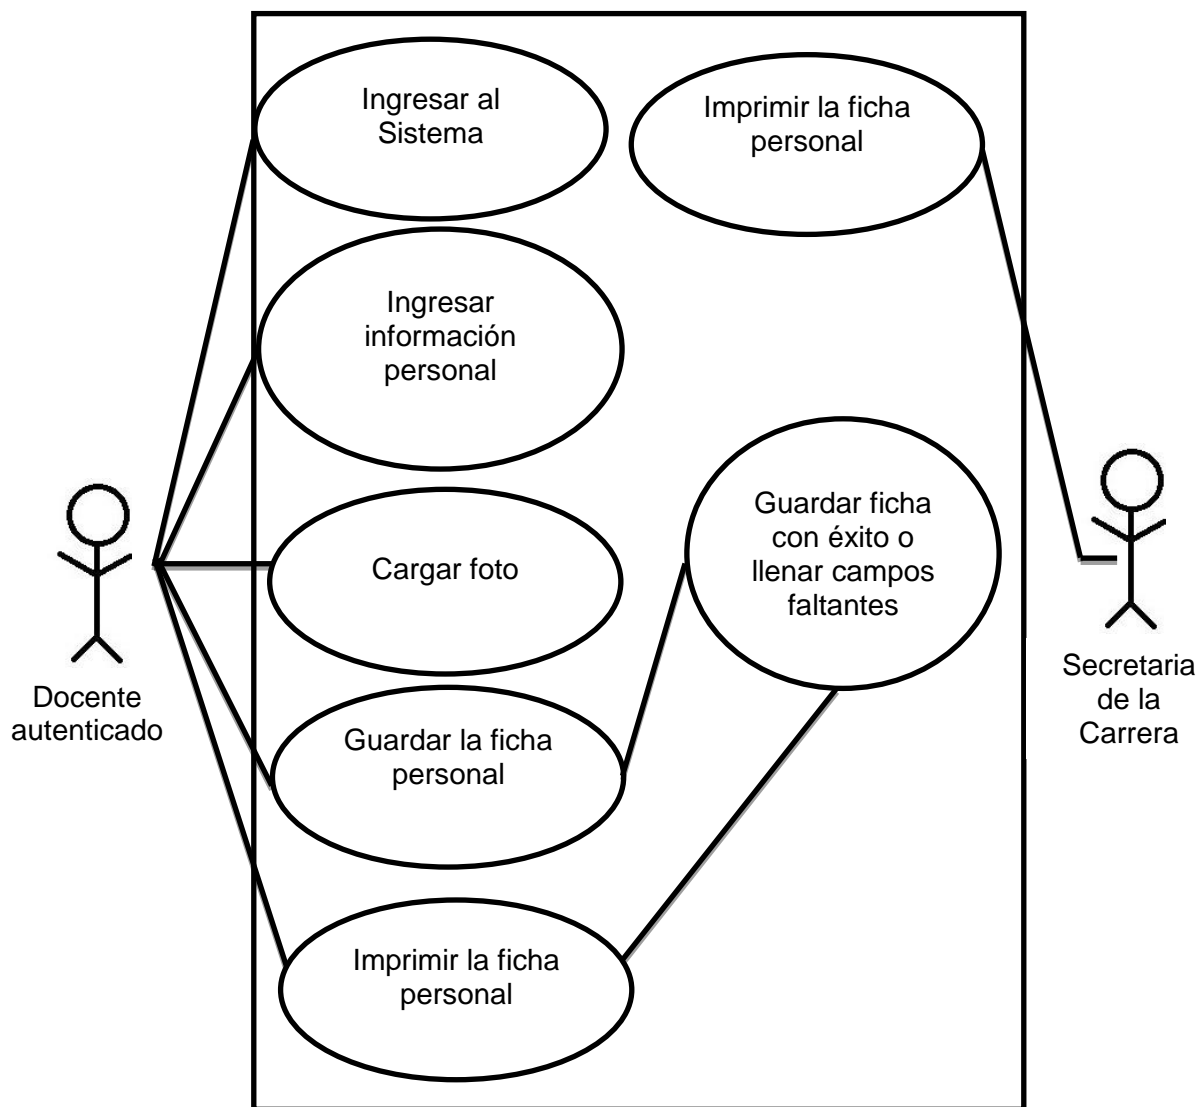 Ingresar al
Sistema
Imprimir la ficha
personal
Ingresar
información
personal
Guardar ficha
con éxito o
llenar campos
faltantes
Cargar foto
Docente
autenticado
Secretaria
de la
Carrera
Guardar la ficha
personal
Imprimir la ficha
personal